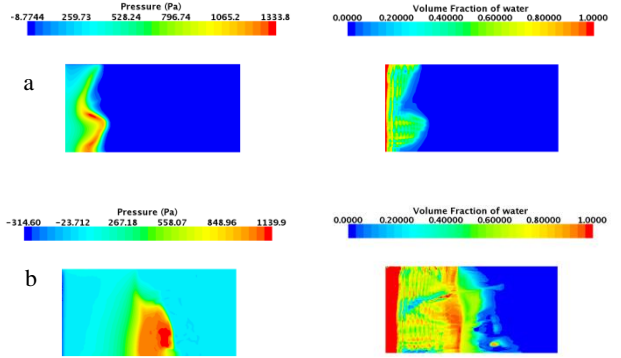 Pressure (Pa)
-8.7744 259.73 528.24 796.74 1065.2 1333.8
Volume Fraction of water
0.0000 0.20000 0.40000 0.60000 0.80000 1.0000
a
Pressure (Pa)
-314.60 -23.712 267.18 558.07 848.96 1139.9
Volume Fraction of water
0.0000 0.20000 0.40000 0.60000 0.80000 1.0000
b